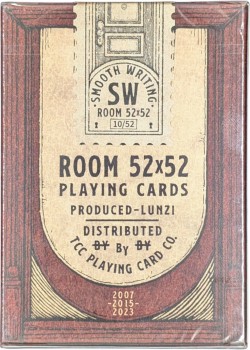 SMOOTH WRITING
SW
ROOM 52x52
10/52
ROOM 52x52
PLAYING CARDS
PRODUCED-LUNZI
DISTRIBUTED
BY By BY
TCC PLAYING CARD CO.
2007
-2015-
2023